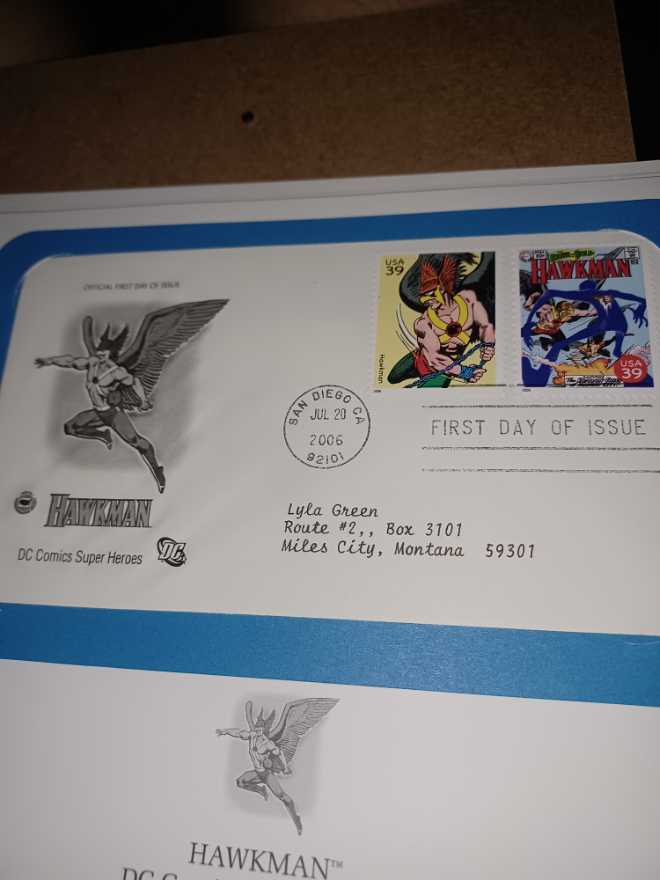 OFFICIAL FIRST DAY OF ISSUE
USA
39
Hawkman
HAWKMAN
USA
39
SAN DIEGO CA
JUL 20
2006
92101
FIRST DAY OF ISSUE
HAWKMAN
DC Comics Super Heroes
DC
Lyla Green
Route #2,, Box 3101
Miles City, Montana 59301
HAWKMAN™